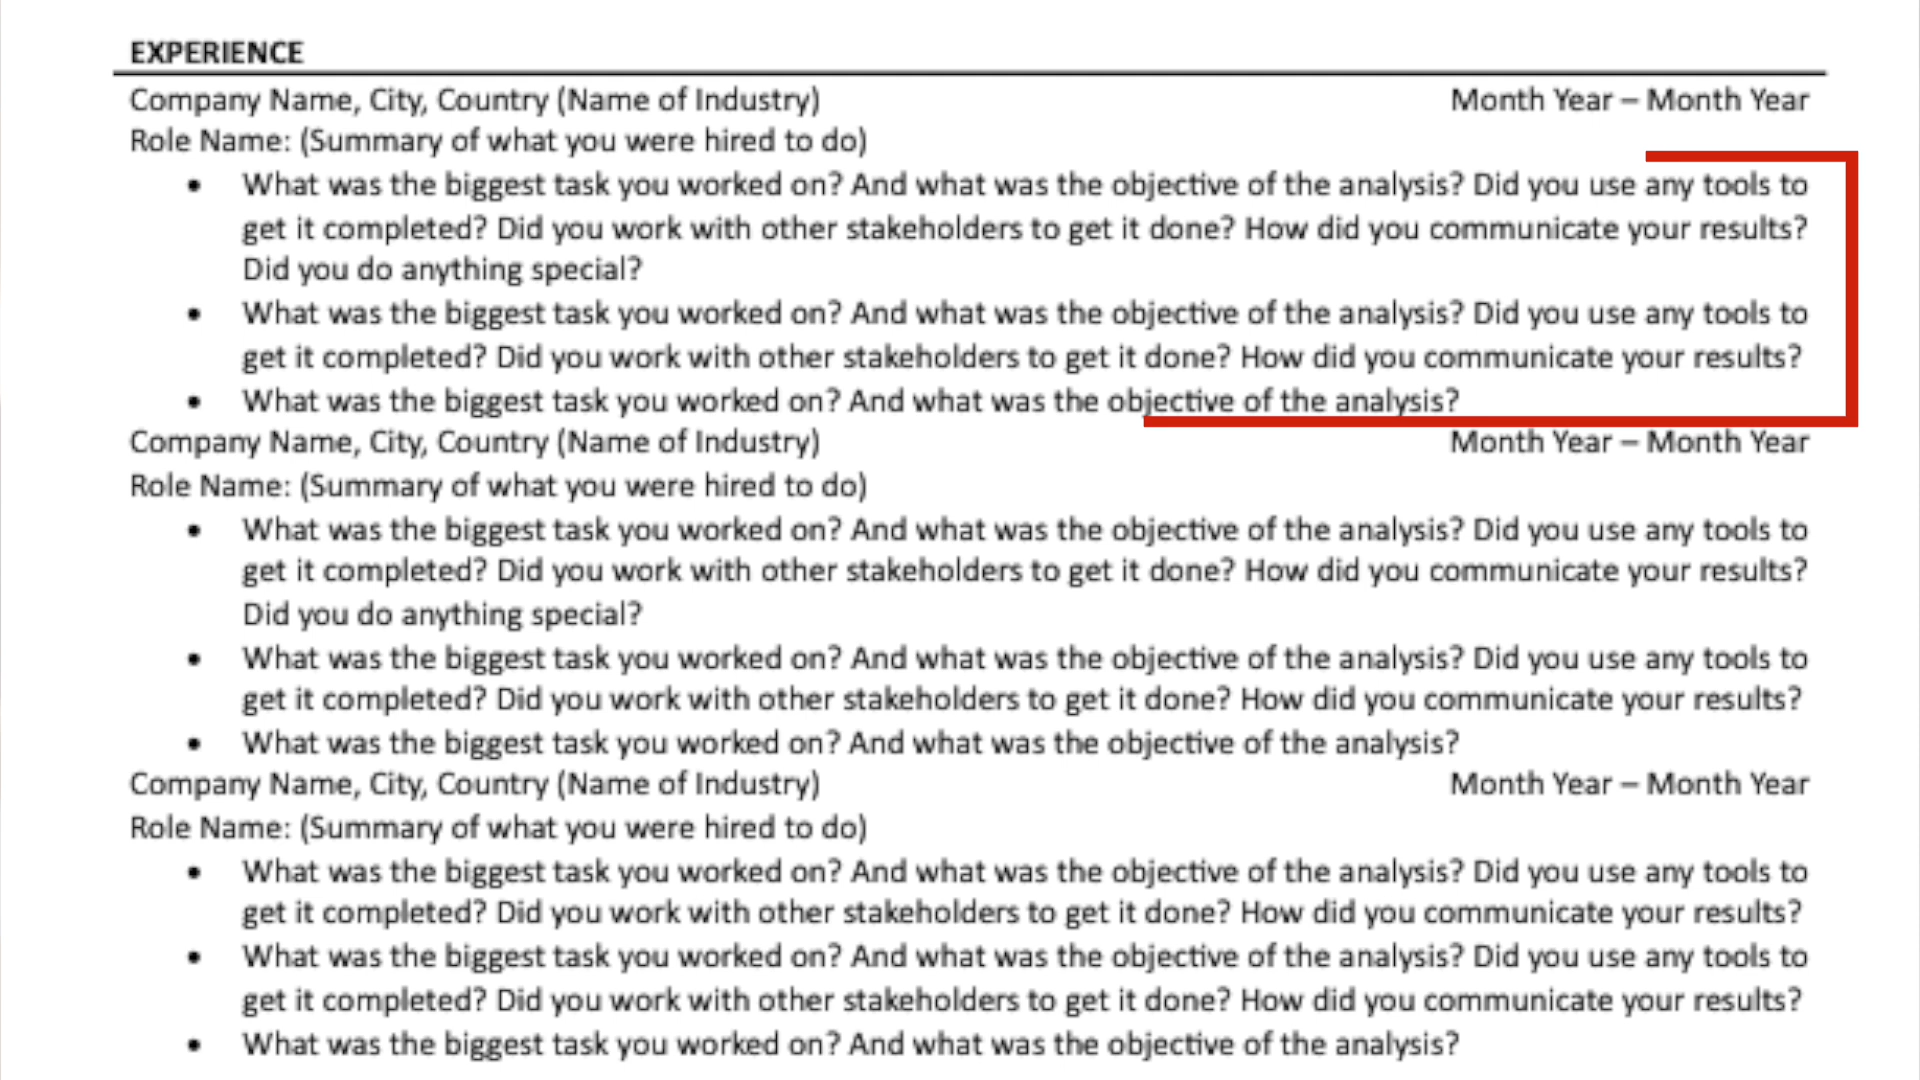 EXPERIENCE
Company Name, City, Country (Name of Industry) Month Year – Month Year
Role Name: (Summary of what you were hired to do)
• What was the biggest task you worked on? And what was the objective of the analysis? Did you use any tools to
get it completed? Did you work with other stakeholders to get it done? How did you communicate your results?
Did you do anything special?
• What was the biggest task you worked on? And what was the objective of the analysis? Did you use any tools to
get it completed? Did you work with other stakeholders to get it done? How did you communicate your results?
• What was the biggest task you worked on? And what was the objective of the analysis?
Company Name, City, Country (Name of Industry) Month Year – Month Year
Role Name: (Summary of what you were hired to do)
• What was the biggest task you worked on? And what was the objective of the analysis? Did you use any tools to
get it completed? Did you work with other stakeholders to get it done? How did you communicate your results?
Did you do anything special?
• What was the biggest task you worked on? And what was the objective of the analysis? Did you use any tools to
get it completed? Did you work with other stakeholders to get it done? How did you communicate your results?
• What was the biggest task you worked on? And what was the objective of the analysis?
Company Name, City, Country (Name of Industry) Month Year – Month Year
Role Name: (Summary of what you were hired to do)
• What was the biggest task you worked on? And what was the objective of the analysis? Did you use any tools to
get it completed? Did you work with other stakeholders to get it done? How did you communicate your results?
• What was the biggest task you worked on? And what was the objective of the analysis? Did you use any tools to
get it completed? Did you work with other stakeholders to get it done? How did you communicate your results?
• What was the biggest task you worked on? And what was the objective of the analysis?